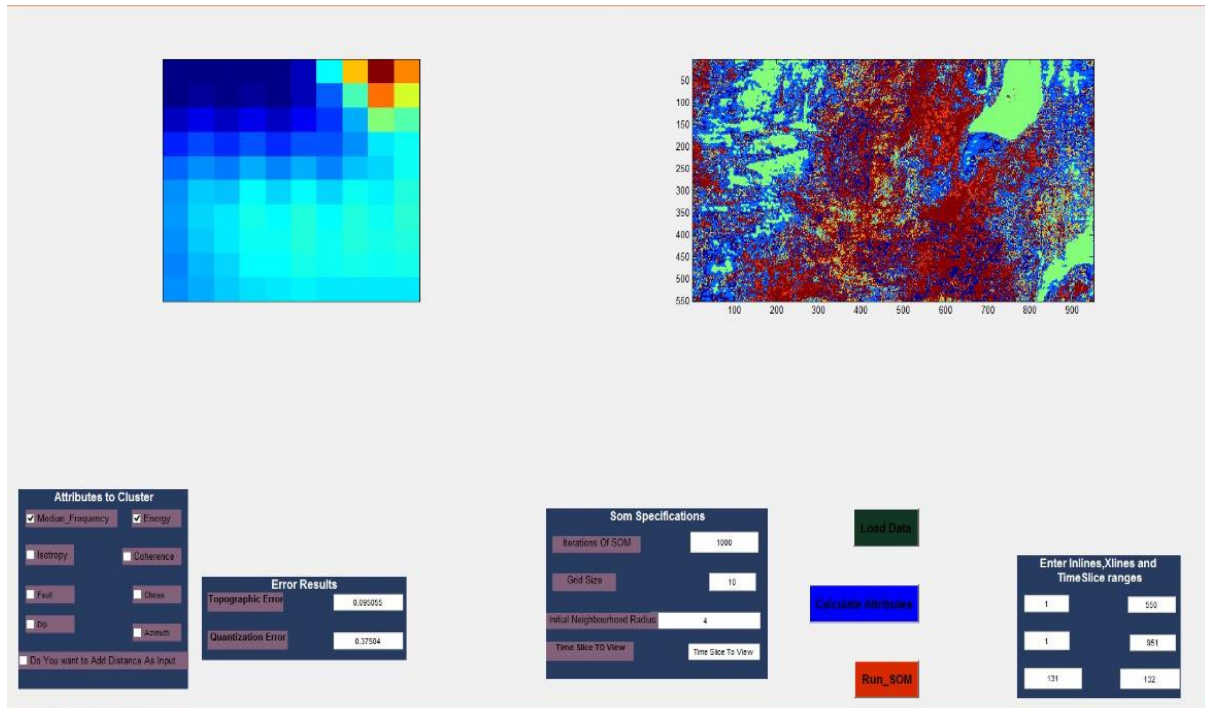 50
100
150
200
250
300
350
400
450
500
550
100 200 300 400 500 600 700 800 900
Attributes to Cluster
Median_Frequency Energy
Isotropy Coherence
Fault Choas
Dip Azimuth
Do You want to Add Distance As Input
Error Results
Topographic Error 0.095055
Quantization Error 0.37504
Som Specifications
Iterations Of SOM 1000
Grid Size 10
Initial Neighbourhood Radius 4
Time Slice TO View Time Slice To View
Load Data
Calculate Attributes
Run_SOM
Enter Inlines,Xlines and
TimeSlice ranges
1 550
1 951
131 132